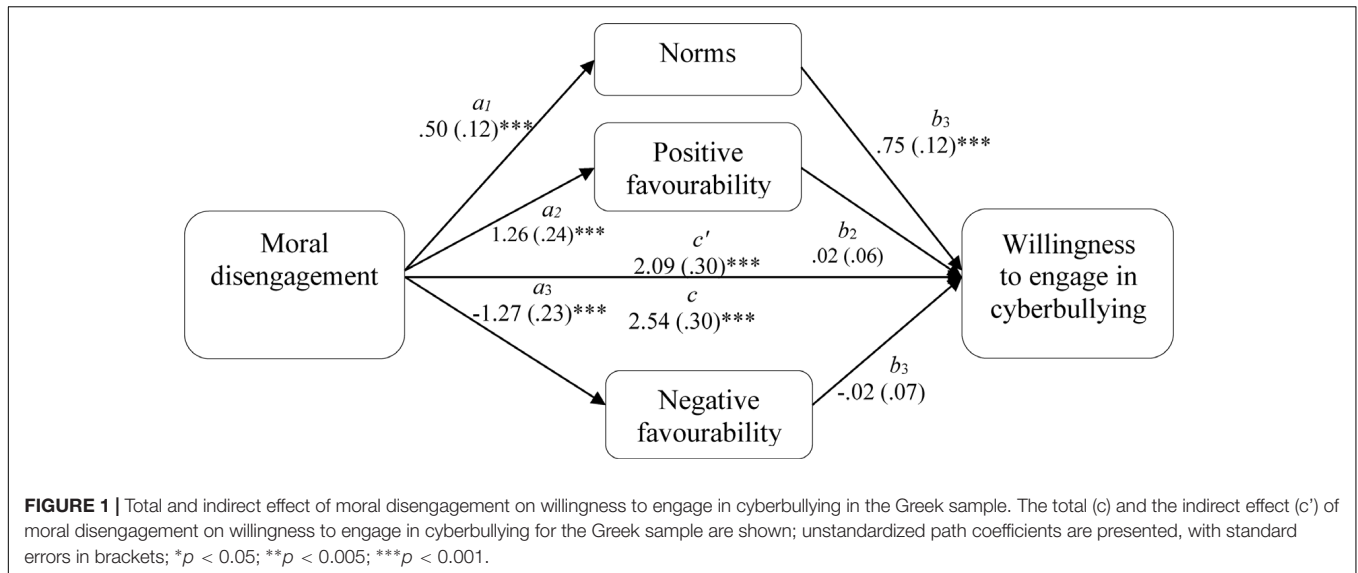 Norms
a1
.50 (.12)***
b3
.75 (.12)***
Positive
favourability
a2
1.26 (.24)***
b2
.02 (.06)
Moral
disengagement
c'
2.09 (.30)***
Willingness
to engage in
cyberbullying
a3
-1.27 (.23)***
c
2.54 (.30)***
b3
-.02 (.07)
Negative
favourability
FIGURE 1 | Total and indirect effect of moral disengagement on willingness to engage in cyberbullying in the Greek sample. The total (c) and the indirect effect (c’) of
moral disengagement on willingness to engage in cyberbullying for the Greek sample are shown; unstandardized path coefficients are presented, with standard
errors in brackets; *p < 0.05; **p < 0.005; ***p < 0.001.